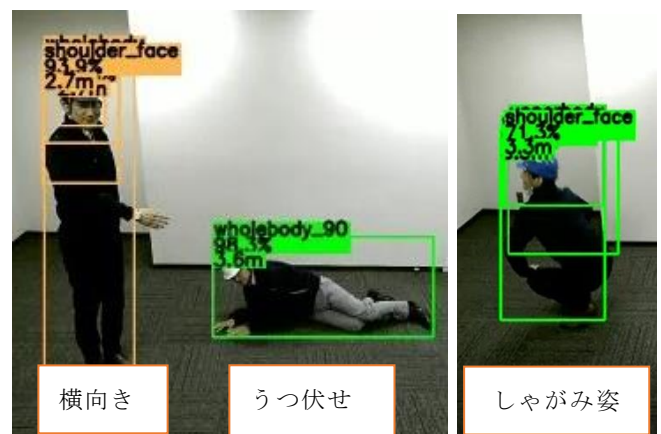 shoulder_face
93.9%
2.7m
wholebody_90
98.3%
3.6m
shoulder_face
71.3%
3.3m
横向き
うつ伏せ
しゃがみ姿